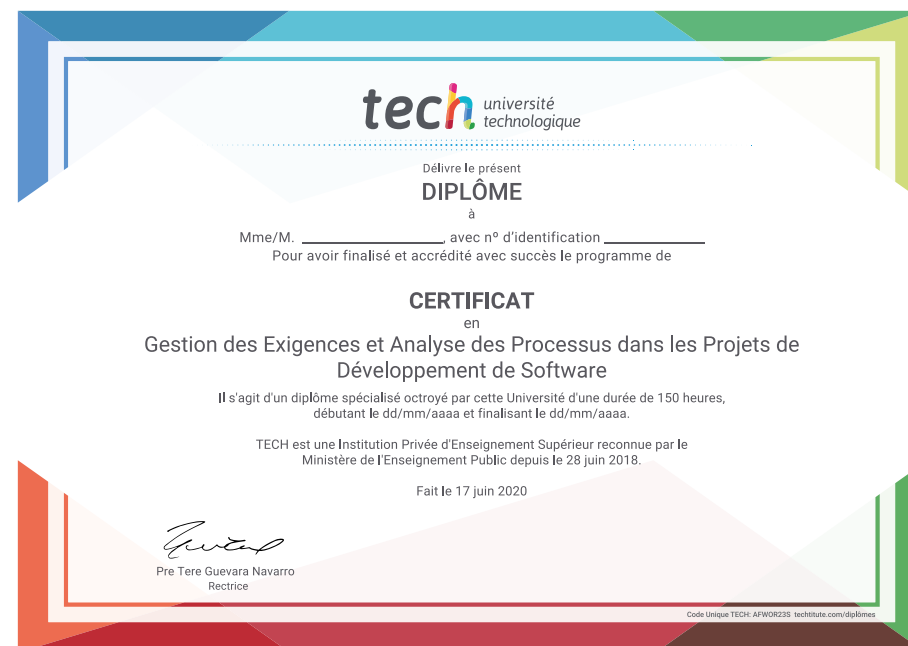 tech université
technologique
Délivre le présent
DIPLÔME
à
Mme/M. ____________________, avec nº d'identification ______________
Pour avoir finalisé et accrédité avec succès le programme de
CERTIFICAT
en
Gestion des Exigences et Analyse des Processus dans les Projets de
Développement de Software
Il s'agit d'un diplôme spécialisé octroyé par cette Université d'une durée de 150 heures,
débutant le dd/mm/aaaa et finalisant le dd/mm/aaaa.
TECH est une Institution Privée d'Enseignement Supérieur reconnue par le
Ministère de l'Enseignement Public depuis le 28 juin 2018.
Fait le 17 juin 2020
Pre Tere Guevara Navarro
Rectrice
Code Unique TECH: AFWOR23S techtitute.com/diplômes